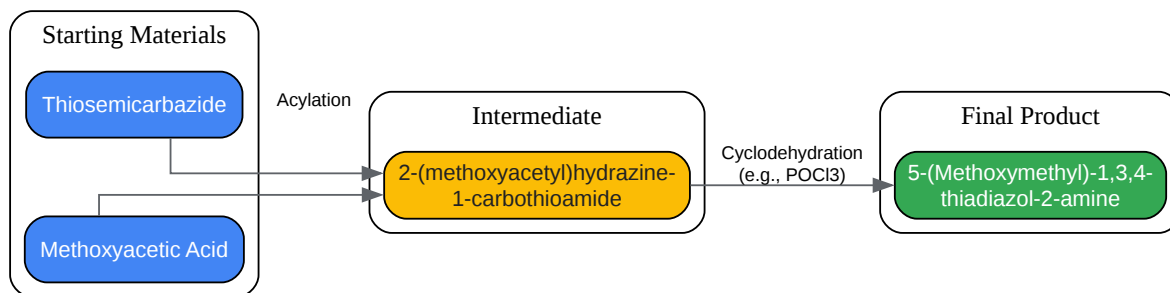 Starting Materials
Thiosemicarbazide
Methoxyacetic Acid
Acylation
Intermediate
2-(methoxyacetyl)hydrazine-
1-carbothioamide
Cyclodehydration
(e.g., POCl3)
Final Product
5-(Methoxymethyl)-1,3,4-
thiadiazol-2-amine